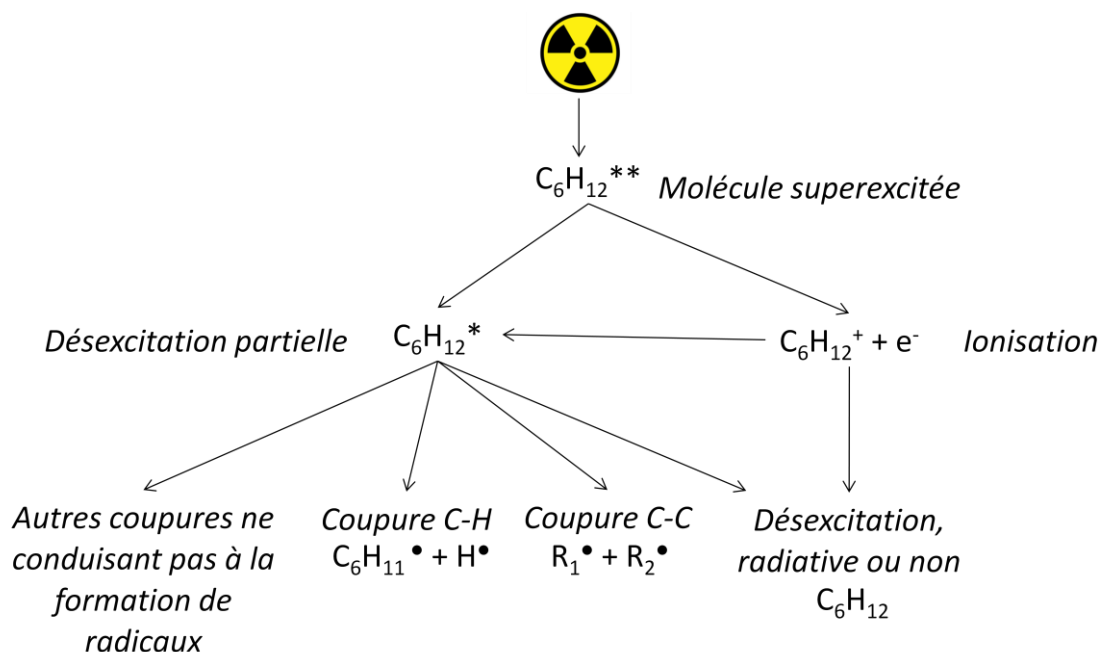 C₆H₁₂** Molécule superexcitée
Désexcitation partielle C₆H₁₂* C₆H₁₂⁺ + e⁻ Ionisation
Autres coupures ne
conduisant pas à la
formation de
radicaux
Coupure C-H
C₆H₁₁● + H●
Coupure C-C
R₁● + R₂●
Désexcitation,
radiative ou non
C₆H₁₂